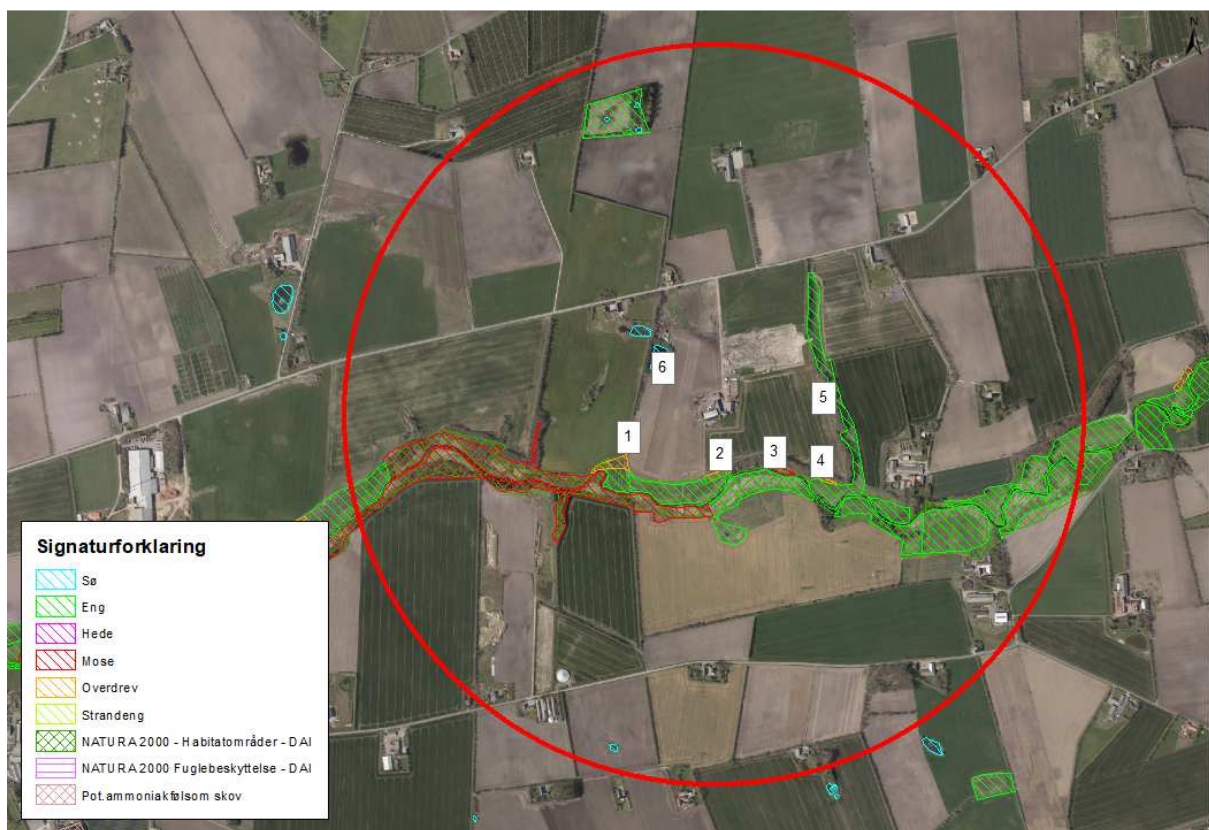 N
6
5
1
2
3
4
Signaturforklaring
Sø
Eng
Hede
Mose
Overdrev
Strandeng
NATURA 2000 - Habitatområder - DAI
NATURA 2000 Fuglebeskyttelse - DAI
Pot.ammoniakfølsom skov